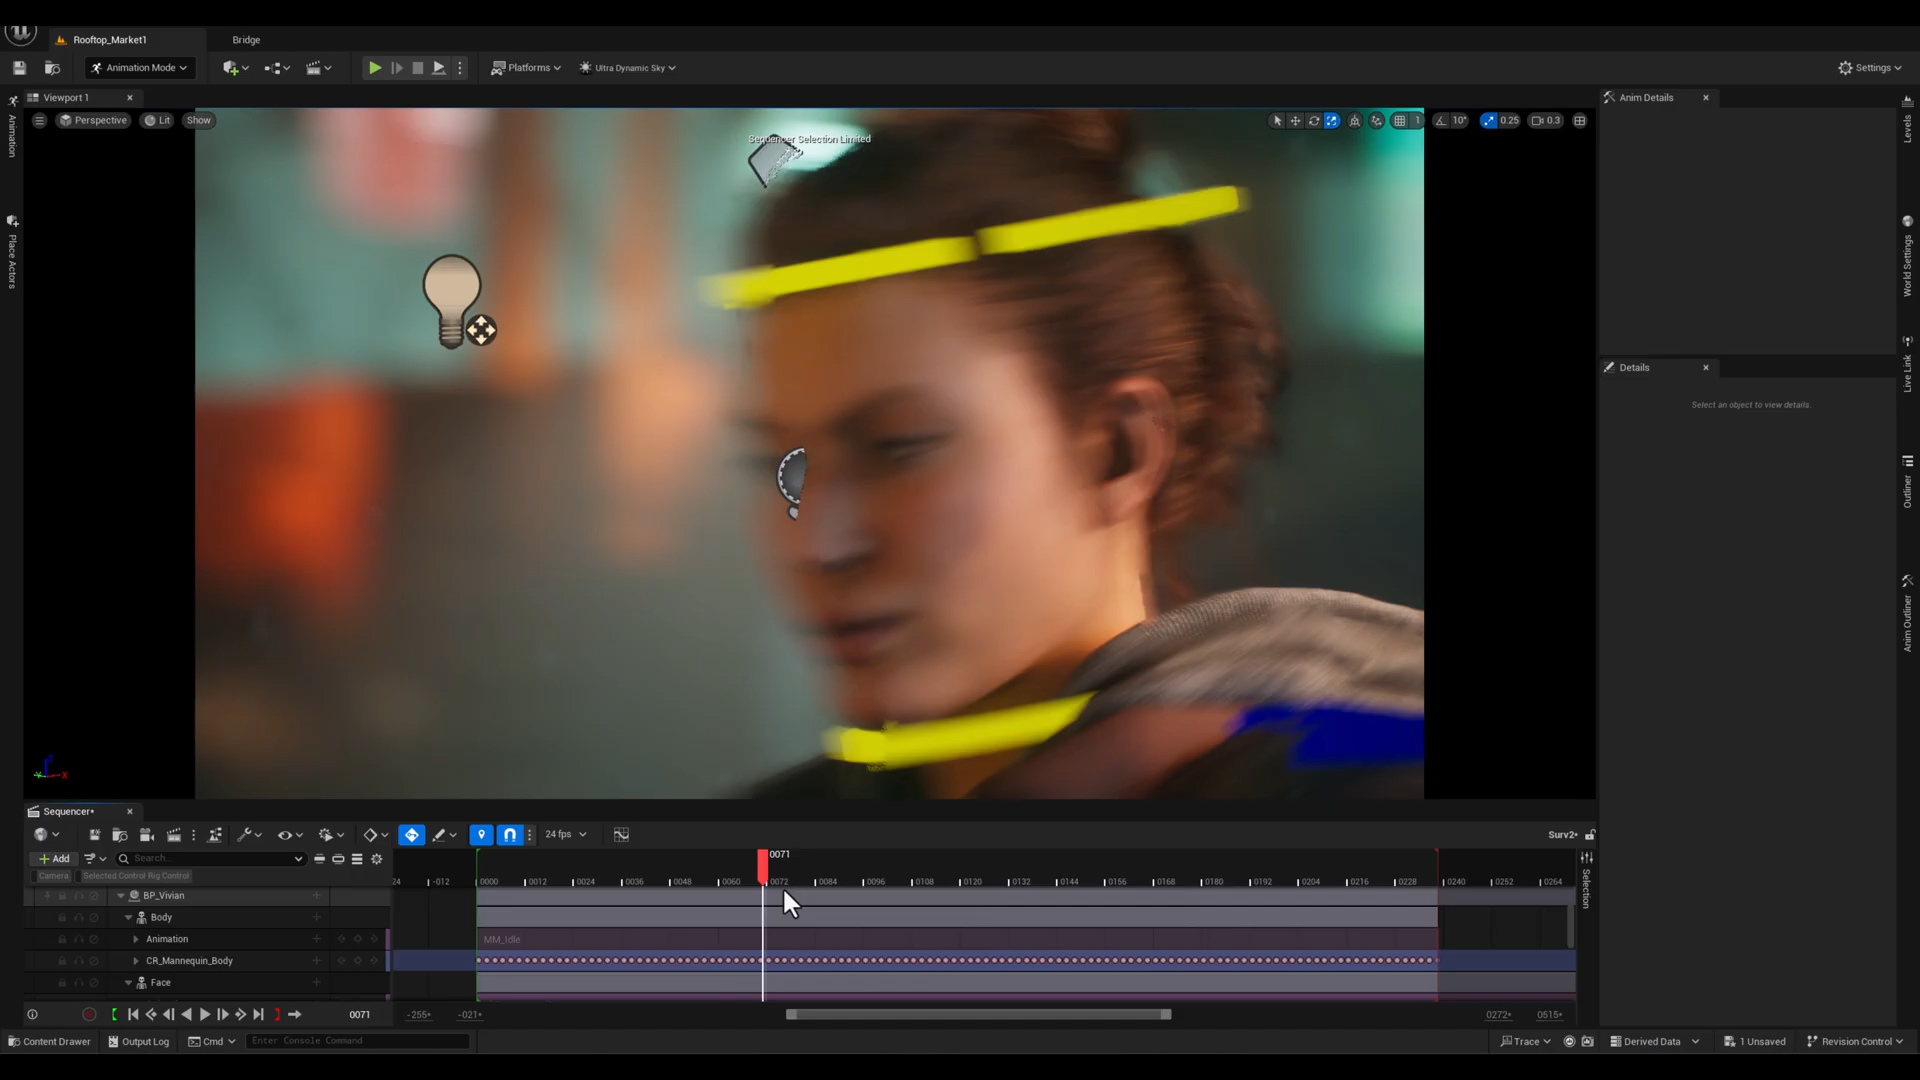 Rooftop_Market1
Bridge
Animation Mode
Platforms
Ultra Dynamic Sky
Settings
Viewport 1
Anim Details
Perspective
Lit
Show
Sequencer Selection Limited
1
10°
0.25
0.3
Animation
Place Actors
Levels
World Settings
Live Link
Outliner
Anim Outliner
Details
Select an object to view details.
Sequencer*
24 fps
Surv2*
Add
Search...
Camera
Selected Control Rig Control
0071
24
-012
0000
0012
0024
0036
0048
0060
0072
0084
0096
0108
0120
0132
0144
0156
0168
0180
0192
0204
0216
0228
0240
0252
0264
Selection
BP_Vivian
Body
Animation
MM_Idle
CR_Mannequin_Body
Face
0071
-255+
-021+
0272+
0515+
Content Drawer
Output Log
Cmd
Enter Console Command
Trace
Derived Data
1 Unsaved
Revision Control